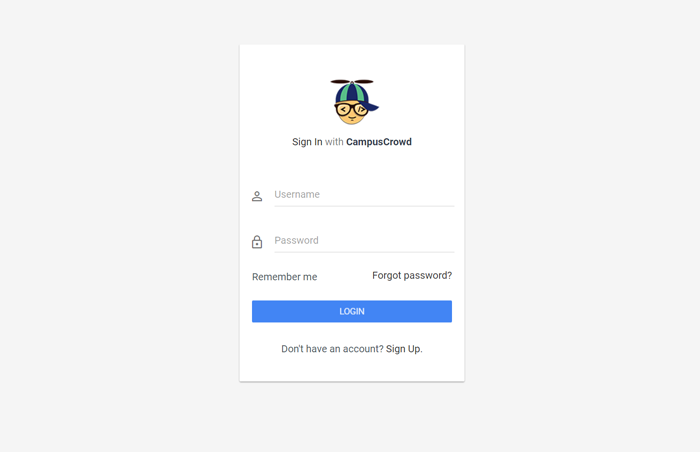 Sign In with CampusCrowd
Username
Password
Remember me
Forgot password?
LOGIN
Don't have an account? Sign Up.